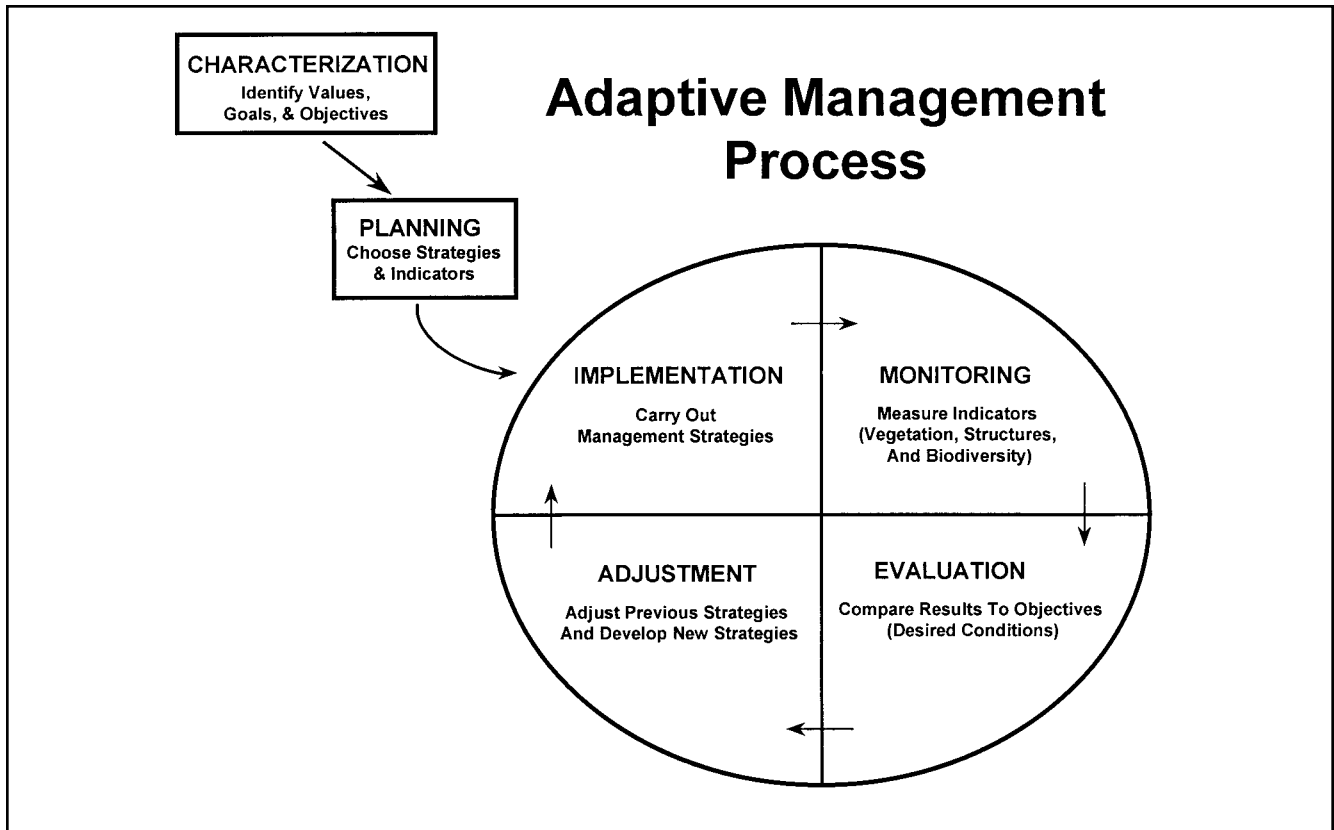 CHARACTERIZATION
Identify Values,
Goals, & Objectives
Adaptive Management
Process
PLANNING
Choose Strategies
& Indicators
IMPLEMENTATION
Carry Out
Management Strategies
MONITORING
Measure Indicators
(Vegetation, Structures,
And Biodiversity)
ADJUSTMENT
Adjust Previous Strategies
And Develop New Strategies
EVALUATION
Compare Results To Objectives
(Desired Conditions)